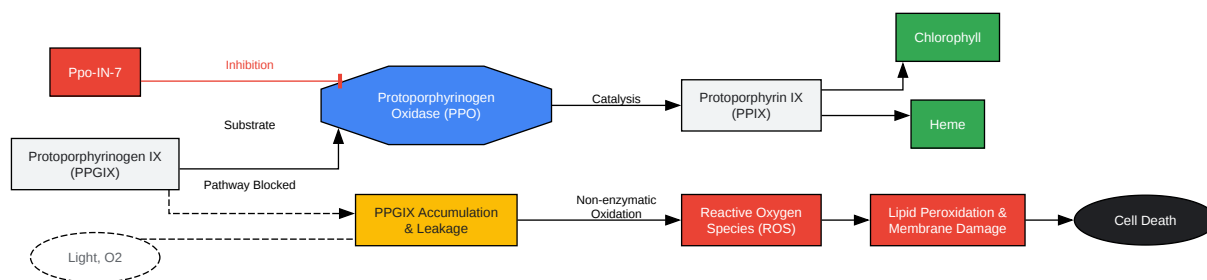 Chlorophyll
Ppo-IN-7
Inhibition
Protoporphyrinogen
Oxidase (PPO)
Catalysis
Protoporphyrin IX
(PPIX)
Heme
Substrate
Protoporphyrinogen IX
(PPGIX)
Pathway Blocked
PPGIX Accumulation
& Leakage
Non-enzymatic
Oxidation
Reactive Oxygen
Species (ROS)
Lipid Peroxidation &
Membrane Damage
Cell Death
Light, O2